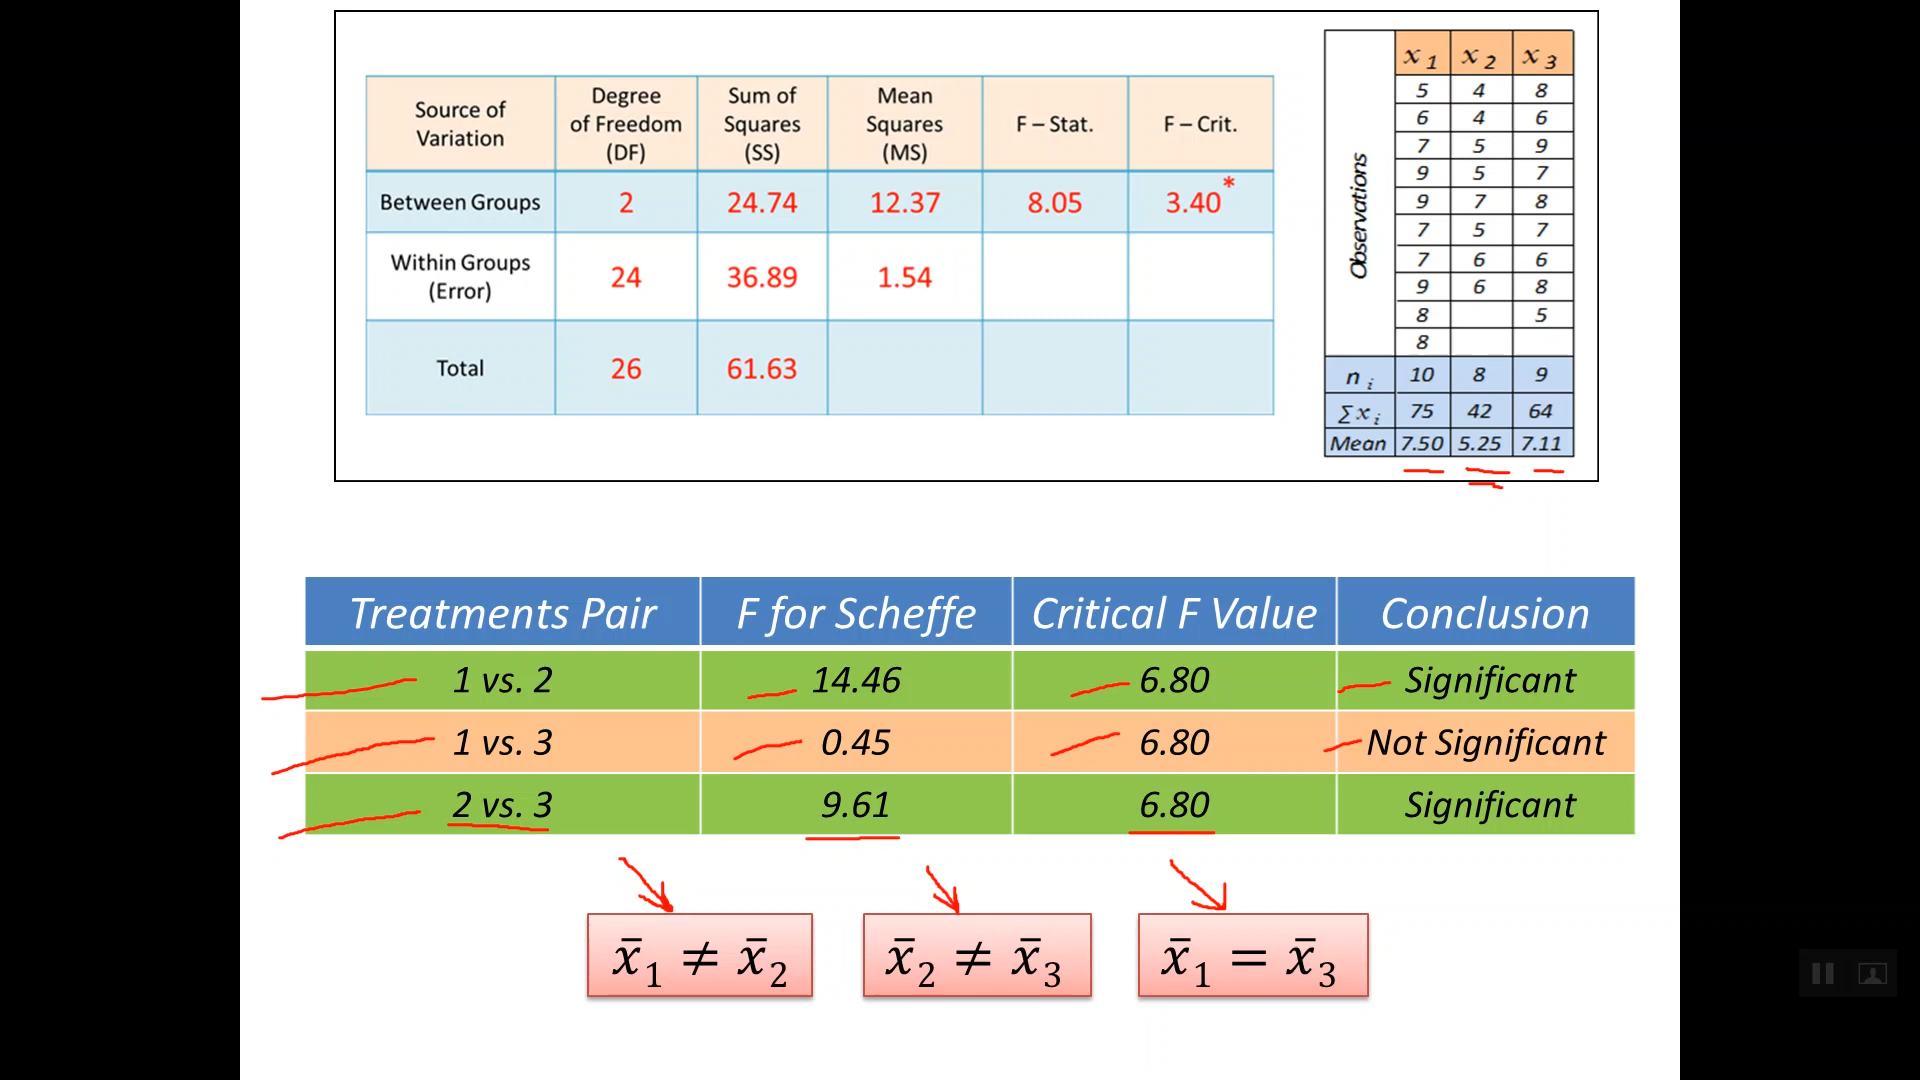 Source of Variation | Degree of Freedom (DF) | Sum of Squares (SS) | Mean Squares (MS) | F – Stat. | F – Crit.
Between Groups | 2 | 24.74 | 12.37 | 8.05 | 3.40*
Within Groups (Error) | 24 | 36.89 | 1.54
Total | 26 | 61.63
Observations
x 1 | x 2 | x 3
5 | 4 | 8
6 | 4 | 6
7 | 5 | 9
9 | 5 | 7
9 | 7 | 8
7 | 5 | 7
7 | 6 | 6
9 | 6 | 8
8 | | 5
8
n i | 10 | 8 | 9
∑x i | 75 | 42 | 64
Mean | 7.50 | 5.25 | 7.11
Treatments Pair | F for Scheffe | Critical F Value | Conclusion
1 vs. 2 | 14.46 | 6.80 | Significant
1 vs. 3 | 0.45 | 6.80 | Not Significant
2 vs. 3 | 9.61 | 6.80 | Significant
x̄₁ ≠ x̄₂
x̄₂ ≠ x̄₃
x̄₁ = x̄₃